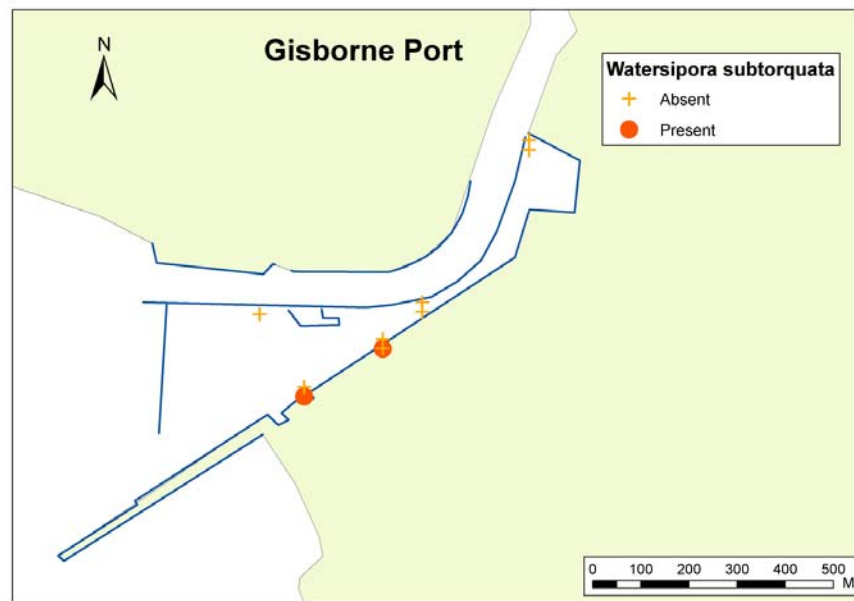 Gisborne Port
N
Watersipora subtorquata
Absent
Present
0 100 200 300 400 500
M